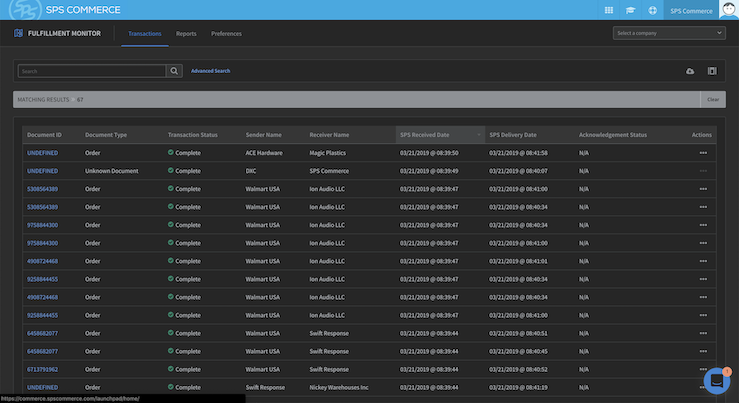 SPS SPS COMMERCE SPS Commerce
FULFILLMENT MONITOR Transactions Reports Preferences Select a company
Search Advanced Search
MATCHING RESULTS 67 Clear
Document ID Document Type Transaction Status Sender Name Receiver Name SPS Received Date SPS Delivery Date Acknowledgement Status Actions
UNDEFINED Order Complete ACE Hardware Magic Plastics 03/21/2019 @ 08:39:50 03/21/2019 @ 08:41:58 N/A
UNDEFINED Unknown Document Complete DXC SPS Commerce 03/21/2019 @ 08:39:49 03/21/2019 @ 08:40:07 N/A
5308564389 Order Complete Walmart USA Ion Audio LLC 03/21/2019 @ 08:39:47 03/21/2019 @ 08:41:00 N/A
5308564389 Order Complete Walmart USA Ion Audio LLC 03/21/2019 @ 08:39:47 03/21/2019 @ 08:40:34 N/A
9758844300 Order Complete Walmart USA Ion Audio LLC 03/21/2019 @ 08:39:47 03/21/2019 @ 08:40:34 N/A
9758844300 Order Complete Walmart USA Ion Audio LLC 03/21/2019 @ 08:39:47 03/21/2019 @ 08:41:00 N/A
4908724468 Order Complete Walmart USA Ion Audio LLC 03/21/2019 @ 08:39:47 03/21/2019 @ 08:41:01 N/A
9258844455 Order Complete Walmart USA Ion Audio LLC 03/21/2019 @ 08:39:47 03/21/2019 @ 08:40:34 N/A
4908724468 Order Complete Walmart USA Ion Audio LLC 03/21/2019 @ 08:39:47 03/21/2019 @ 08:40:34 N/A
9258844455 Order Complete Walmart USA Ion Audio LLC 03/21/2019 @ 08:39:47 03/21/2019 @ 08:41:00 N/A
6458682077 Order Complete Walmart USA Swift Response 03/21/2019 @ 08:39:44 03/21/2019 @ 08:40:51 N/A
6458682077 Order Complete Walmart USA Swift Response 03/21/2019 @ 08:39:44 03/21/2019 @ 08:40:45 N/A
6713791962 Order Complete Walmart USA Swift Response 03/21/2019 @ 08:39:44 03/21/2019 @ 08:40:52 N/A
UNDEFINED Order Complete Swift Response Nickey Warehouses Inc 03/21/2019 @ 08:39:44 03/21/2019 @ 08:41:19 N/A
https://commerce.spscommerce.com/launchpad/home/